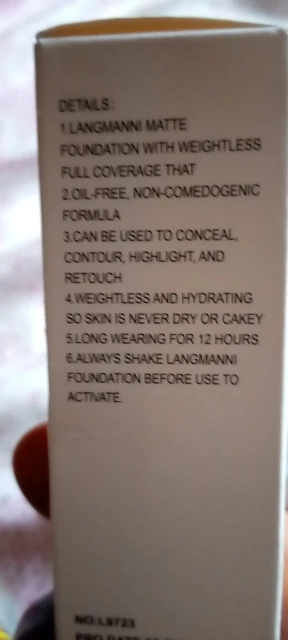 DETAILS:
1.LANGMANNI MATTE
FOUNDATION WITH WEIGHTLESS
FULL COVERAGE THAT
2.OIL-FREE, NON-COMEDOGENIC
FORMULA
3.CAN BE USED TO CONCEAL,
CONTOUR, HIGHLIGHT, AND
RETOUCH
4.WEIGHTLESS AND HYDRATING
SO SKIN IS NEVER DRY OR CAKEY
5.LONG WEARING FOR 12 HOURS
6.ALWAYS SHAKE LANGMANNI
FOUNDATION BEFORE USE TO
ACTIVATE.
NO:L9723
PRO DATE